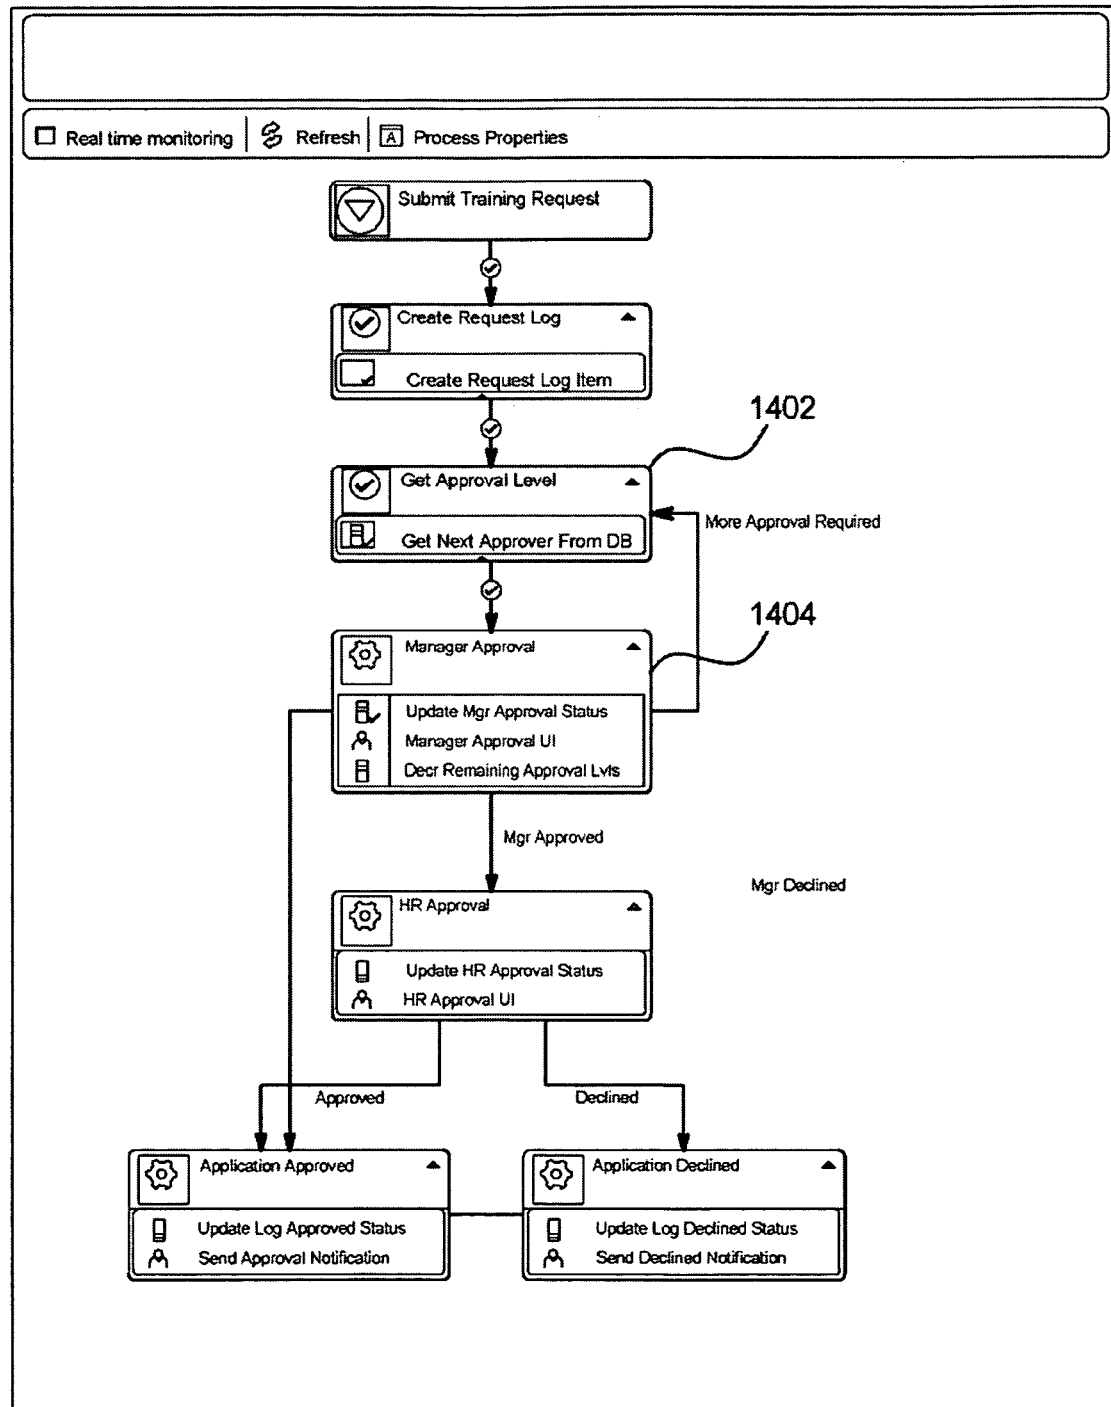 Real time monitoring Refresh A Process Properties
Submit Training Request
Create Request Log
Create Request Log Item
1402
Get Approval Level
More Approval Required
Get Next Approver From DB
1404
Manager Approval
Update Mgr Approval Status
Manager Approval UI
Decr Remaining Approval Lvls
Mgr Approved
Mgr Declined
HR Approval
Update HR Approval Status
HR Approval UI
Approved
Declined
Application Approved
Application Declined
Update Log Approved Status
Update Log Declined Status
Send Approval Notification
Send Declined Notification